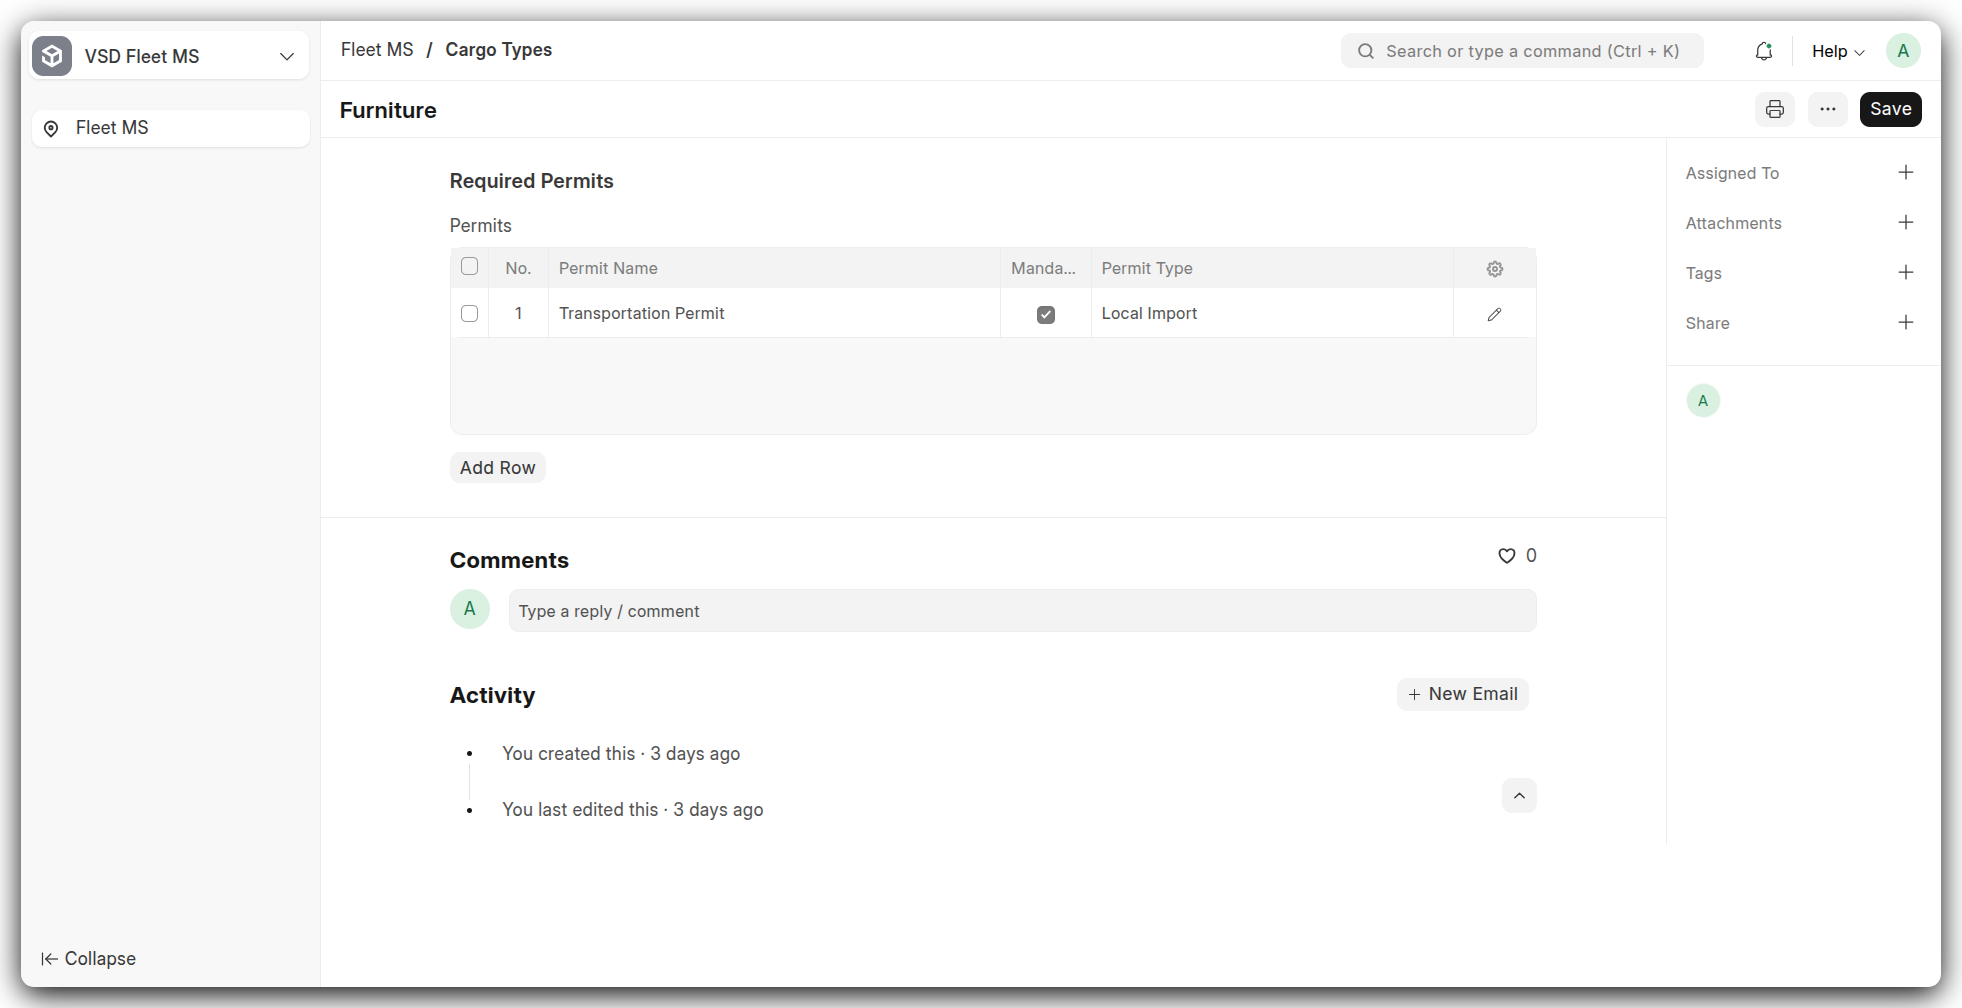 VSD Fleet MS
Fleet MS / Cargo Types
Search or type a command (Ctrl + K)
Help
A
Fleet MS
Furniture
Save
Required Permits
Permits
No. Permit Name Manda... Permit Type
1 Transportation Permit Local Import
Add Row
Assigned To
Attachments
Tags
Share
A
Comments
0
A
Type a reply / comment
Activity
New Email
You created this · 3 days ago
You last edited this · 3 days ago
Collapse